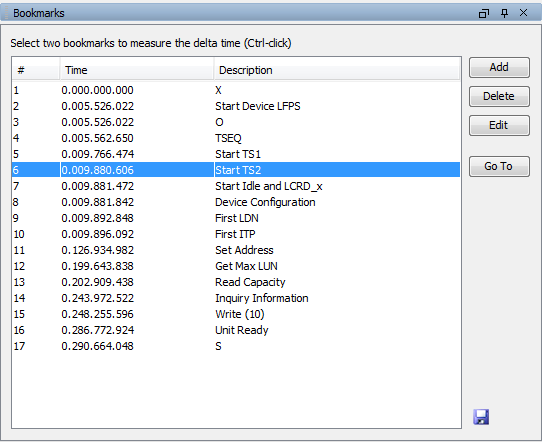 Bookmarks
Select two bookmarks to measure the delta time (Ctrl-click)
# Time Description
1 0.000.000.000 X
2 0.005.526.022 Start Device LFPS
3 0.005.526.022 O
4 0.005.562.650 TSEQ
5 0.009.766.474 Start TS1
6 0.009.880.606 Start TS2
7 0.009.881.472 Start Idle and LCRD_x
8 0.009.881.842 Device Configuration
9 0.009.892.848 First LDN
10 0.009.896.092 First ITP
11 0.126.934.982 Set Address
12 0.199.643.838 Get Max LUN
13 0.202.909.438 Read Capacity
14 0.243.972.522 Inquiry Information
15 0.248.255.596 Write (10)
16 0.286.772.924 Unit Ready
17 0.290.664.048 S
Add
Delete
Edit
Go To